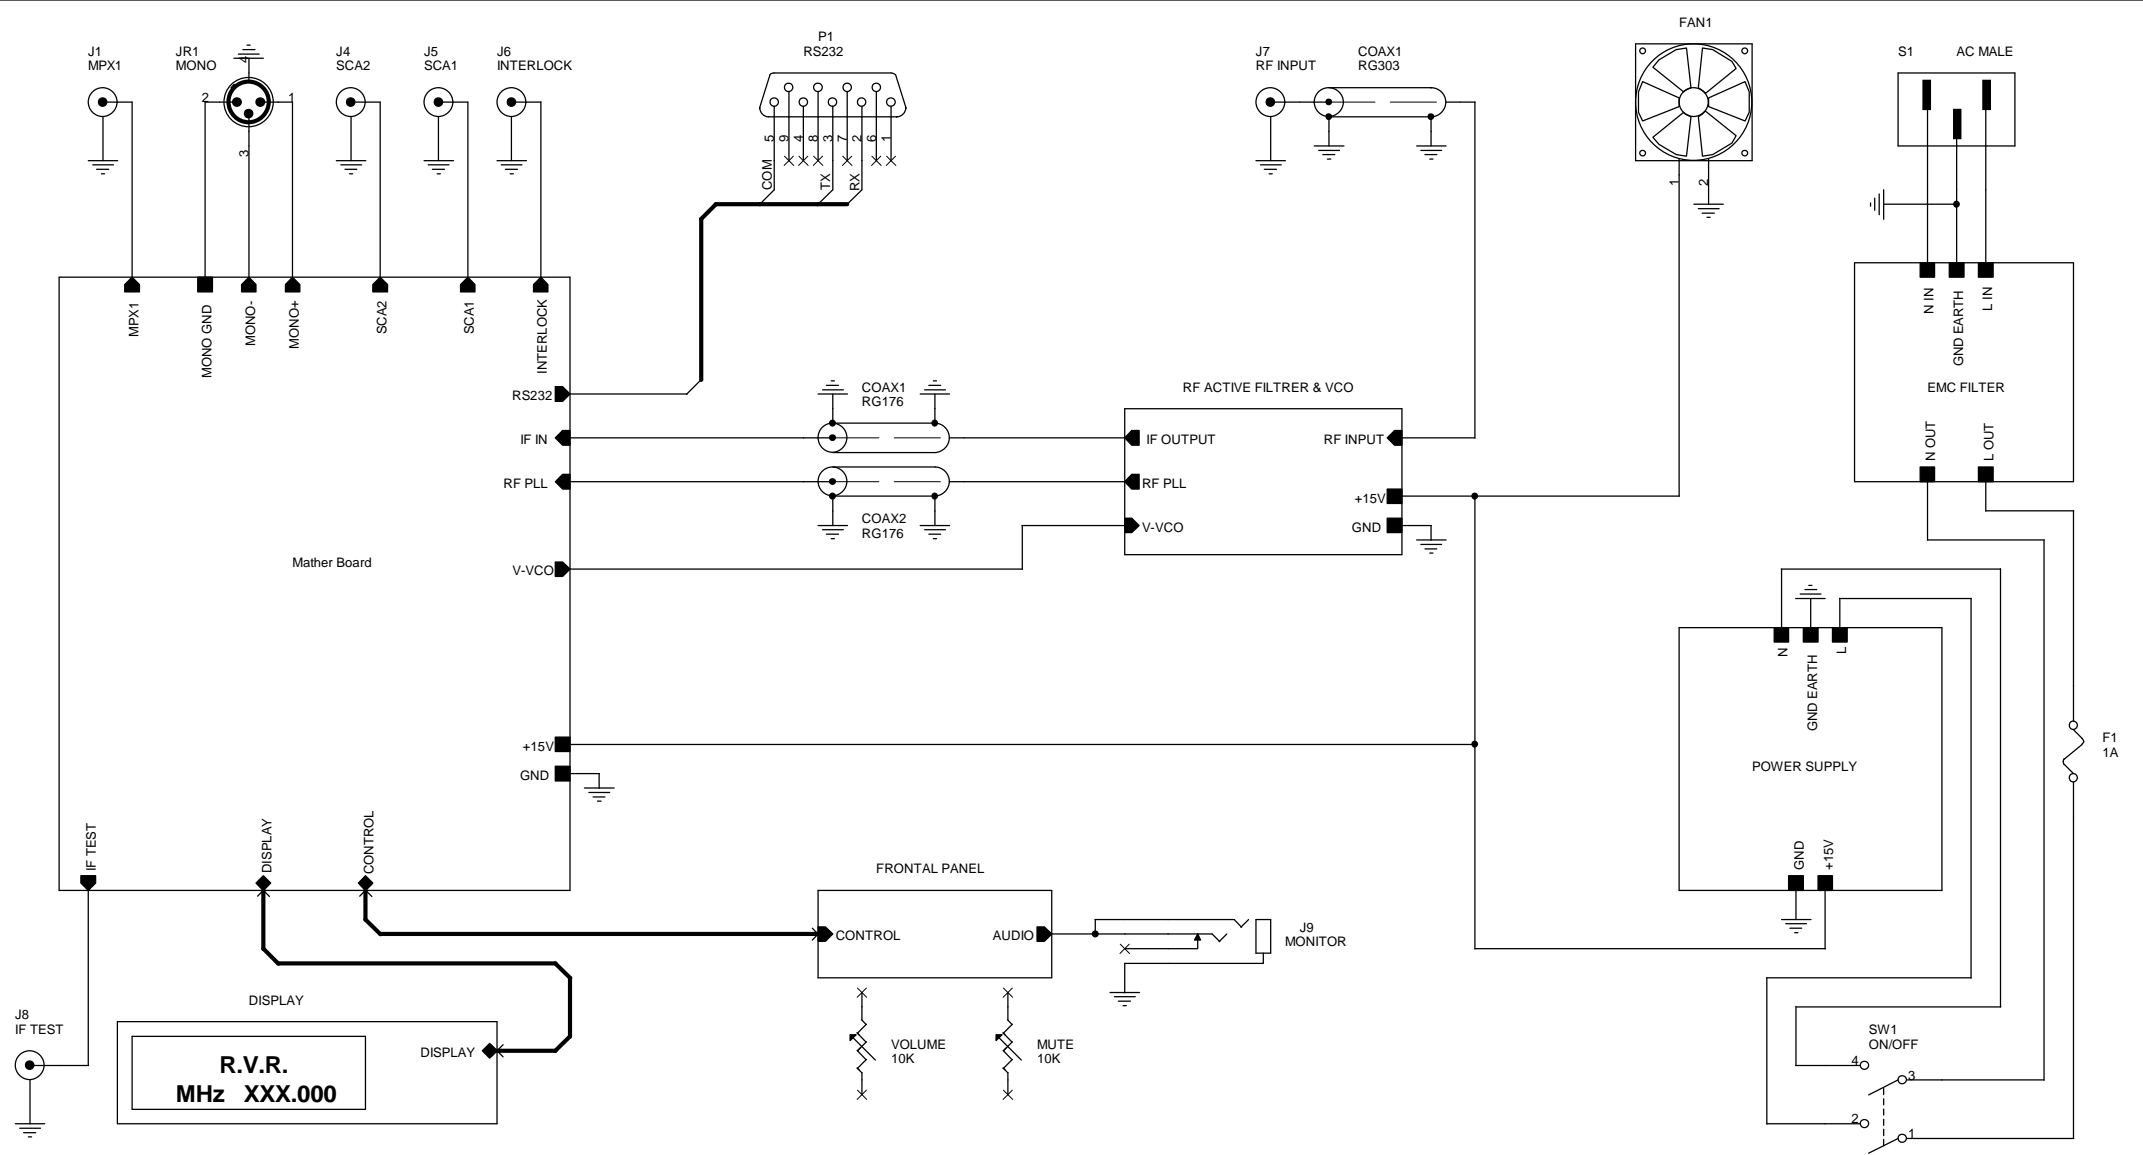 J1
MPX1
JR1
MONO
J4
SCA2
J5
SCA1
J6
INTERLOCK
P1
RS232
J7
RF INPUT
COAX1
RG303
FAN1
S1
AC MALE
4
2
1
3
5
9
4
8
3
7
2
6
1
COM
TX
RX
1
2
MPX1
MONO GND
MONO-
MONO+
SCA2
SCA1
INTERLOCK
RS232
IF IN
RF PLL
V-VCO
Mather Board
+15V
GND
IF TEST
DISPLAY
CONTROL
COAX1
RG176
COAX2
RG176
RF ACTIVE FILTRER & VCO
IF OUTPUT
RF INPUT
RF PLL
+15V
V-VCO
GND
N IN
GND EARTH
L IN
EMC FILTER
N OUT
L OUT
N
GND EARTH
L
POWER SUPPLY
GND
+15V
F1
1A
FRONTAL PANEL
CONTROL
AUDIO
J9
MONITOR
VOLUME
10K
MUTE
10K
J8
IF TEST
DISPLAY
R.V.R.
MHz XXX.000
DISPLAY
SW1
ON/OFF
4
3
2
1